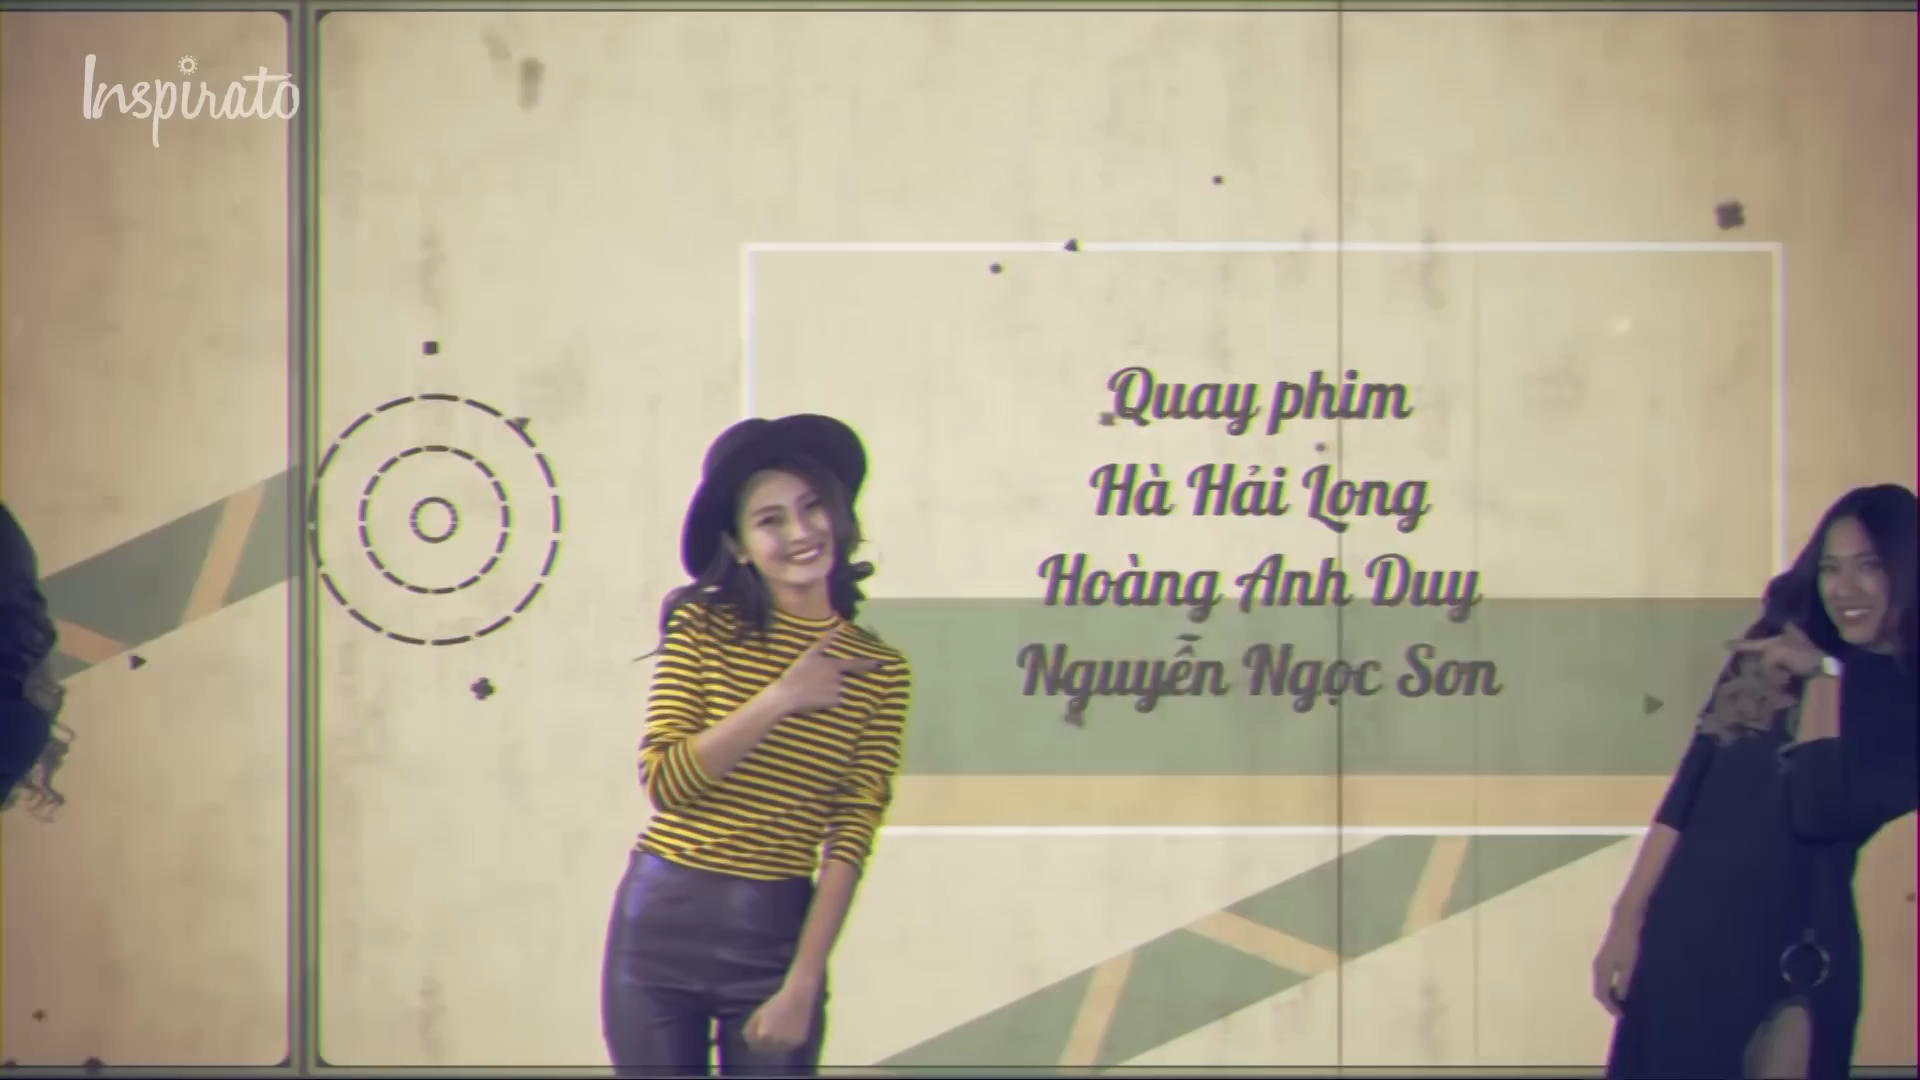 Inspirato
Quay phim
Hà Hải Long
Hoàng Anh Duy
Nguyễn Ngọc Sơn